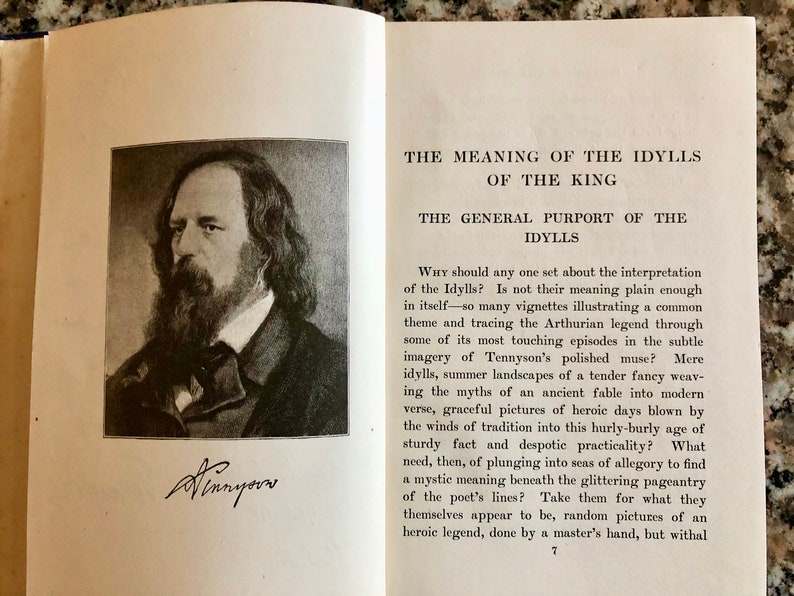 A Tennyson
THE MEANING OF THE IDYLLS
OF THE KING
THE GENERAL PURPORT OF THE
IDYLLS
WHY should any one set about the interpretation
of the Idylls? Is not their meaning plain enough
in itself—so many vignettes illustrating a common
theme and tracing the Arthurian legend through
some of its most touching episodes in the subtle
imagery of Tennyson's polished muse? Mere
idylls, summer landscapes of a tender fancy weav-
ing the myths of an ancient fable into modern
verse, graceful pictures of heroic days blown by
the winds of tradition into this hurly-burly age of
sturdy fact and despotic practicality? What
need, then, of plunging into seas of allegory to find
a mystic meaning beneath the glittering pageantry
of the poet's lines? Take them for what they
themselves appear to be, random pictures of an
heroic legend, done by a master's hand, but withal
7